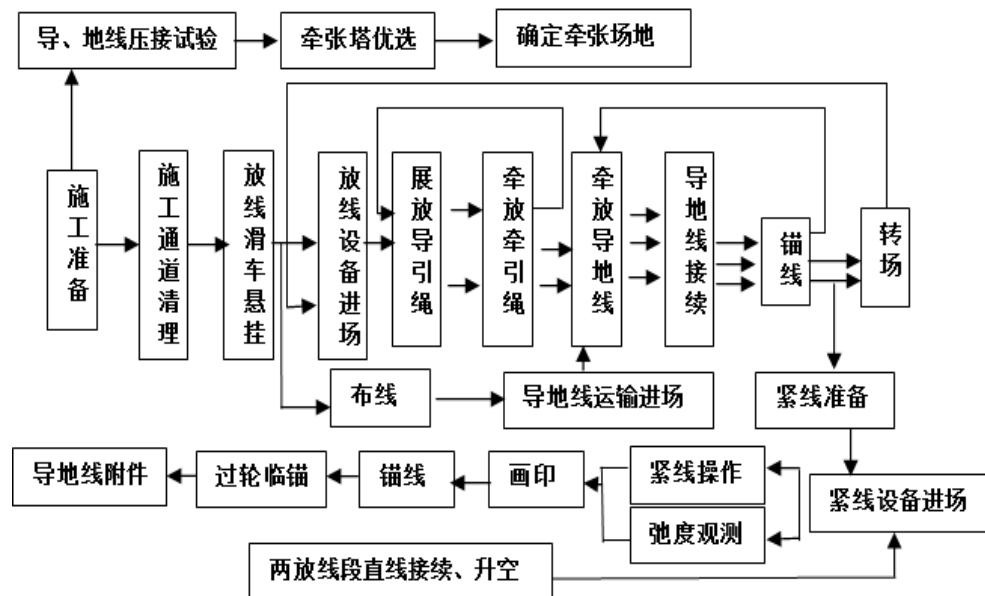 导、地线压接试验
牵张塔优选
确定牵张场地
施工准备
施工通道清理
放线滑车悬挂
放线设备进场
展放导引绳
牵放牵引绳
牵放导地线
导地线接续
锚线
转场
布线
导地线运输进场
紧线准备
导地线附件
过轮临锚
锚线
画印
紧线操作
弛度观测
紧线设备进场
两放线段直线接续、升空